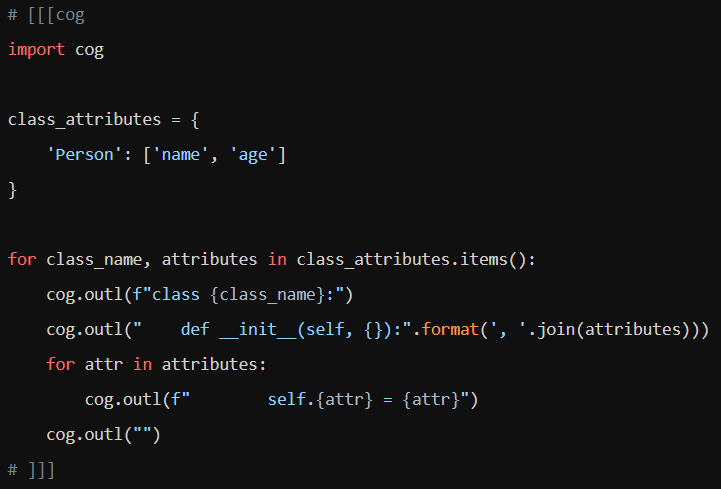 # [[[cog
import cog

class_attributes = {
    'Person': ['name', 'age']
}

for class_name, attributes in class_attributes.items():
    cog.outl(f"class {class_name}:")
    cog.outl("    def __init__(self, {}):".format(', '.join(attributes)))
    for attr in attributes:
        cog.outl(f"        self.{attr} = {attr}")
    cog.outl("")
# ]]]